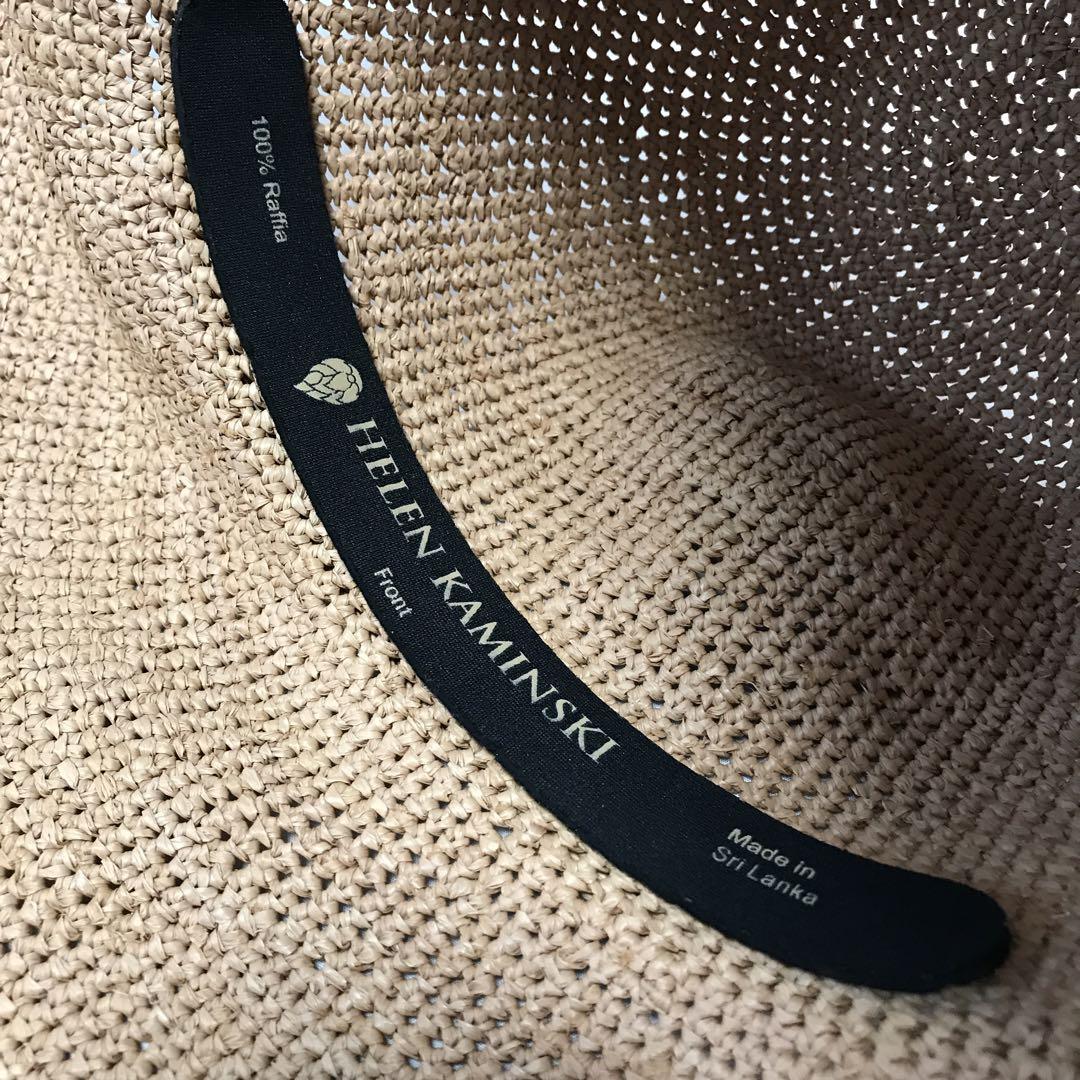 100% Raffia
HELEN KAMINSKI
Front
Made in
Sri Lanka